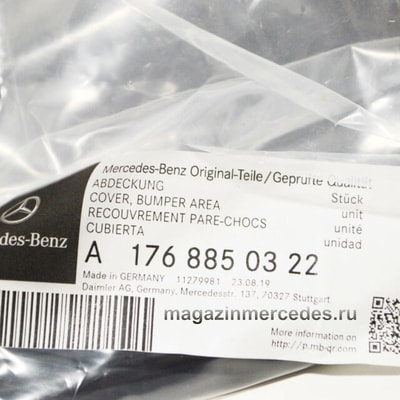 Mercedes-Benz Original-Teile/Geprüfte Qualität
ABDECKUNG
Stück
COVER, BUMPER AREA
unit
RECOUVREMENT PARE-CHOCS
unité
CUBIERTA
unidad
des-Benz
A 176 885 03 22
Made in GERMANY 11279981 23.08.19
Daimler AG, Germany, Mercedesstr. 137, 70327 Stuttgart
magazinmercedes.ru
More information on
http://p.mb-qr.com